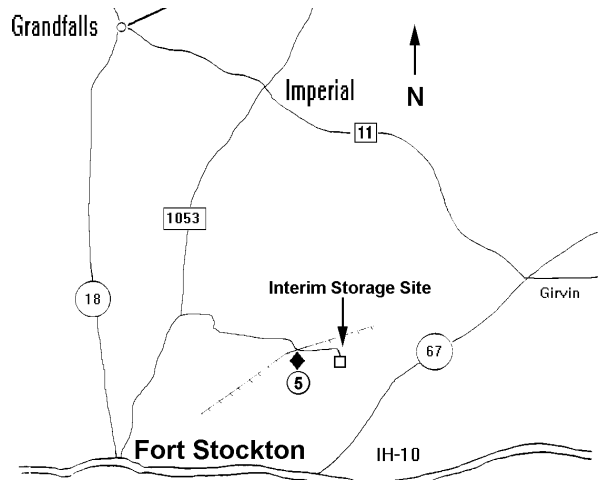 Grandfalls
Imperial
N
11
1053
Interim Storage Site
Girvin
18
67
5
Fort Stockton
IH-10